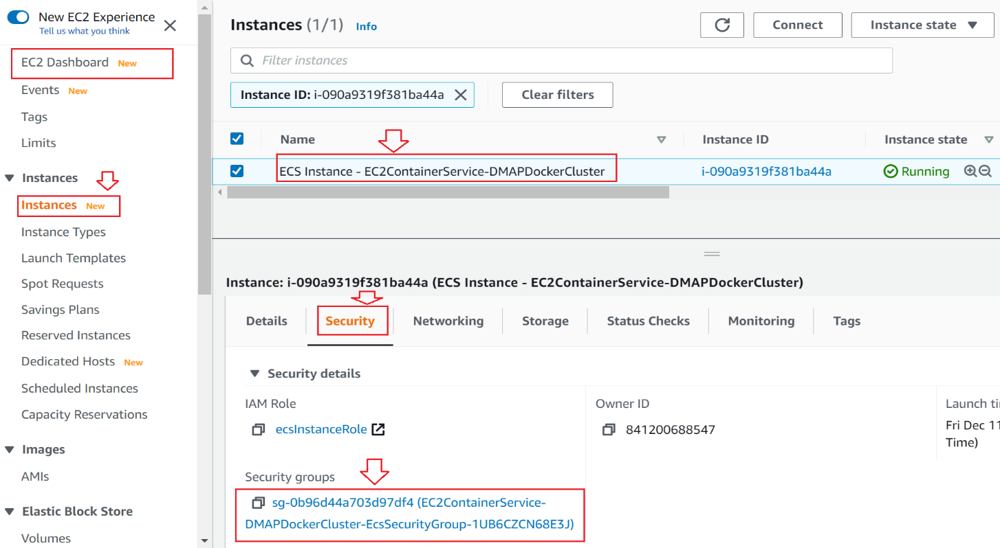 New EC2 Experience
Tell us what you think
EC2 Dashboard New
Events New
Tags
Limits
Instances
Instances New
Instance Types
Launch Templates
Spot Requests
Savings Plans
Reserved Instances
Dedicated Hosts New
Scheduled Instances
Capacity Reservations
Images
AMIs
Elastic Block Store
Volumes
Instances (1/1) Info
Connect
Instance state
Filter instances
Instance ID: i-090a9319f381ba44a
Clear filters
Name Instance ID Instance state
ECS Instance - EC2ContainerService-DMAPDockerCluster i-090a9319f381ba44a Running
Instance: i-090a9319f381ba44a (ECS Instance - EC2ContainerService-DMAPDockerCluster)
Details Security Networking Storage Status Checks Monitoring Tags
Security details
IAM Role
ecsInstanceRole
Owner ID
841200688547
Launch ti
Fri Dec 11
Time)
Security groups
sg-0b96d44a703d97df4 (EC2ContainerService-
DMAPDockerCluster-EcsSecurityGroup-1UB6CZCN68E3J)